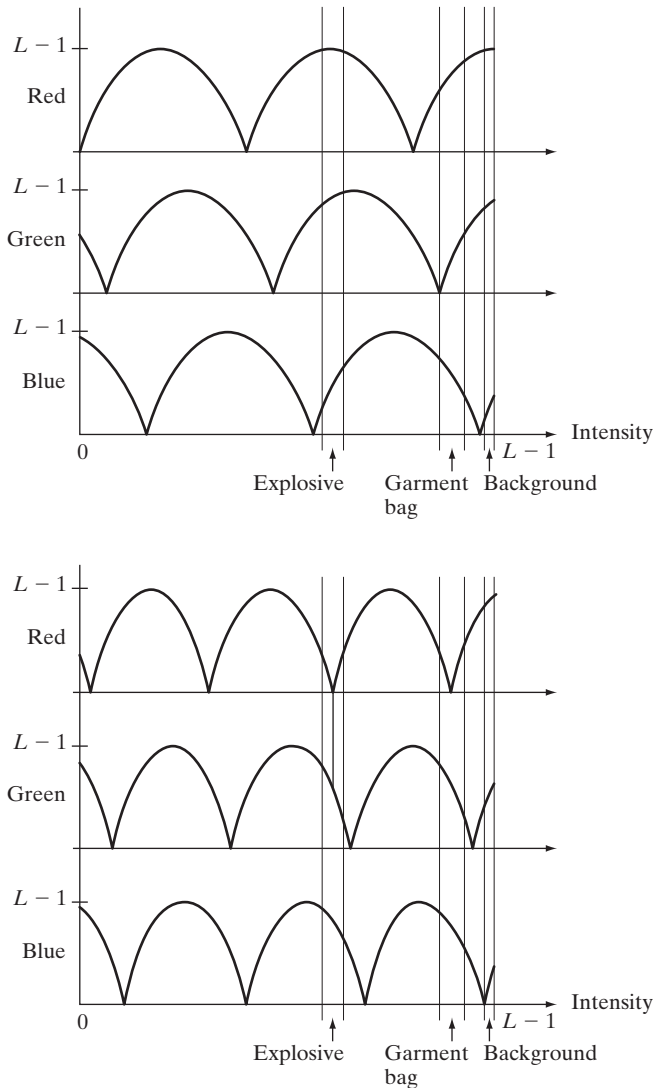 L − 1
Red
L − 1
Green
L − 1
Blue
Intensity
0
L − 1
Explosive
Garment
bag
Background
L − 1
Red
L − 1
Green
L − 1
Blue
Intensity
0
L − 1
Explosive
Garment
bag
Background